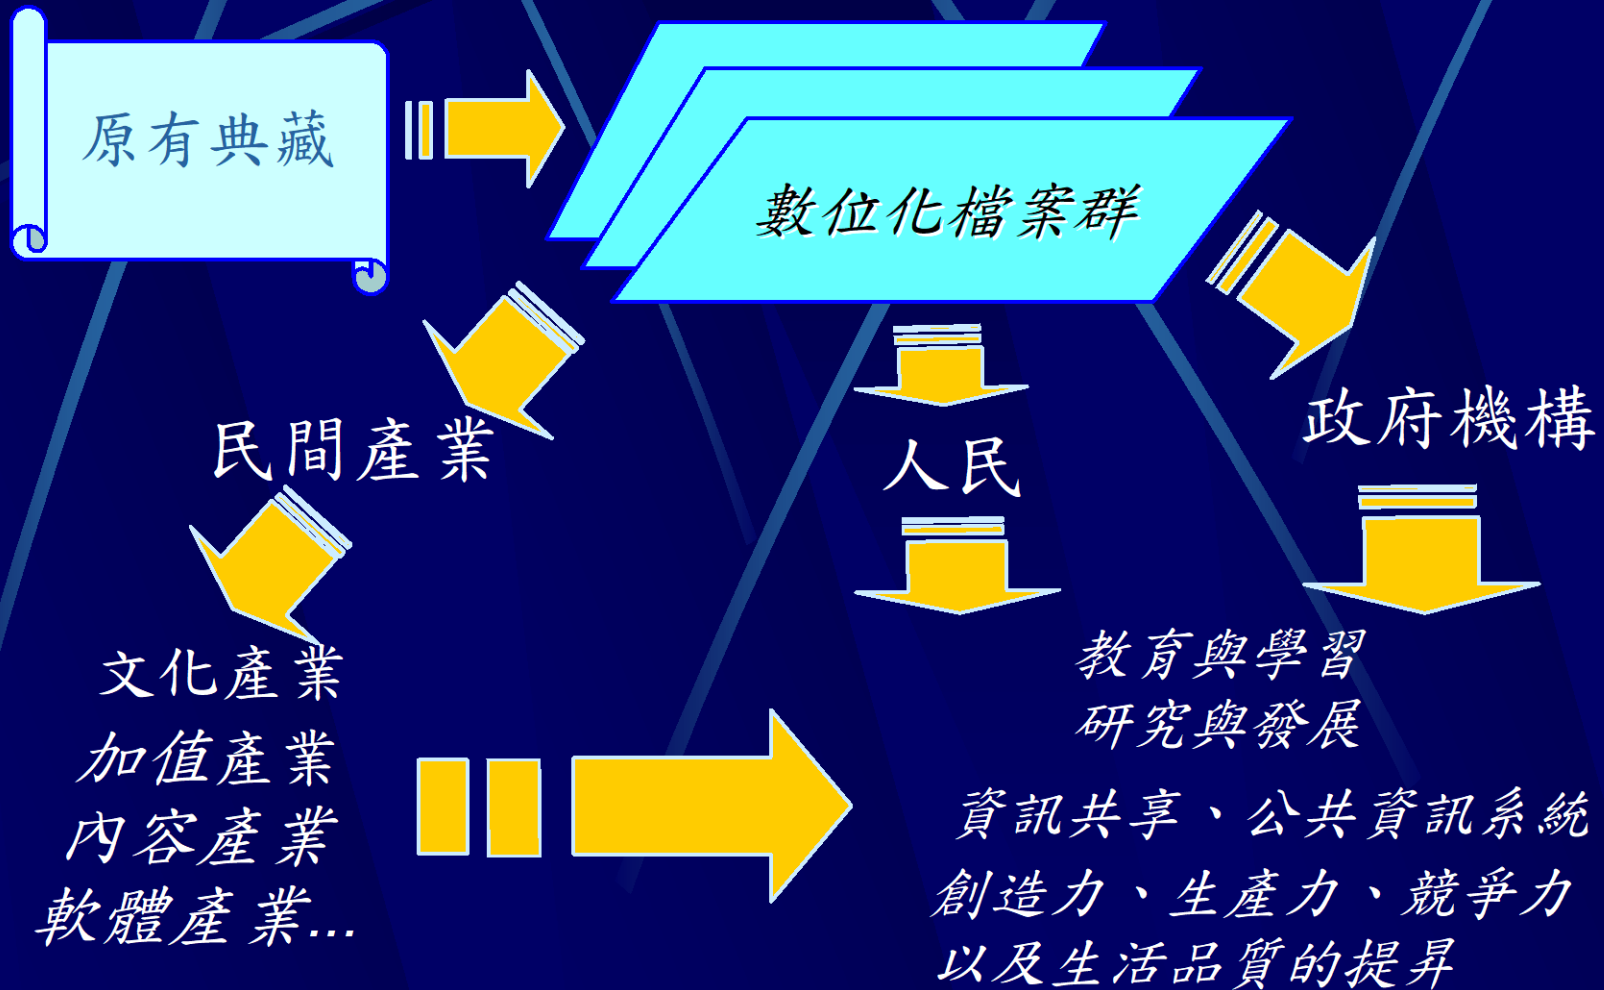 原有典藏
數位化檔案群
民間產業
人民
政府機構
文化產業
加值產業
內容產業
軟體產業...
教育與學習
研究與發展
資訊共享、公共資訊系統
創造力、生產力、競爭力
以及生活品質的提昇